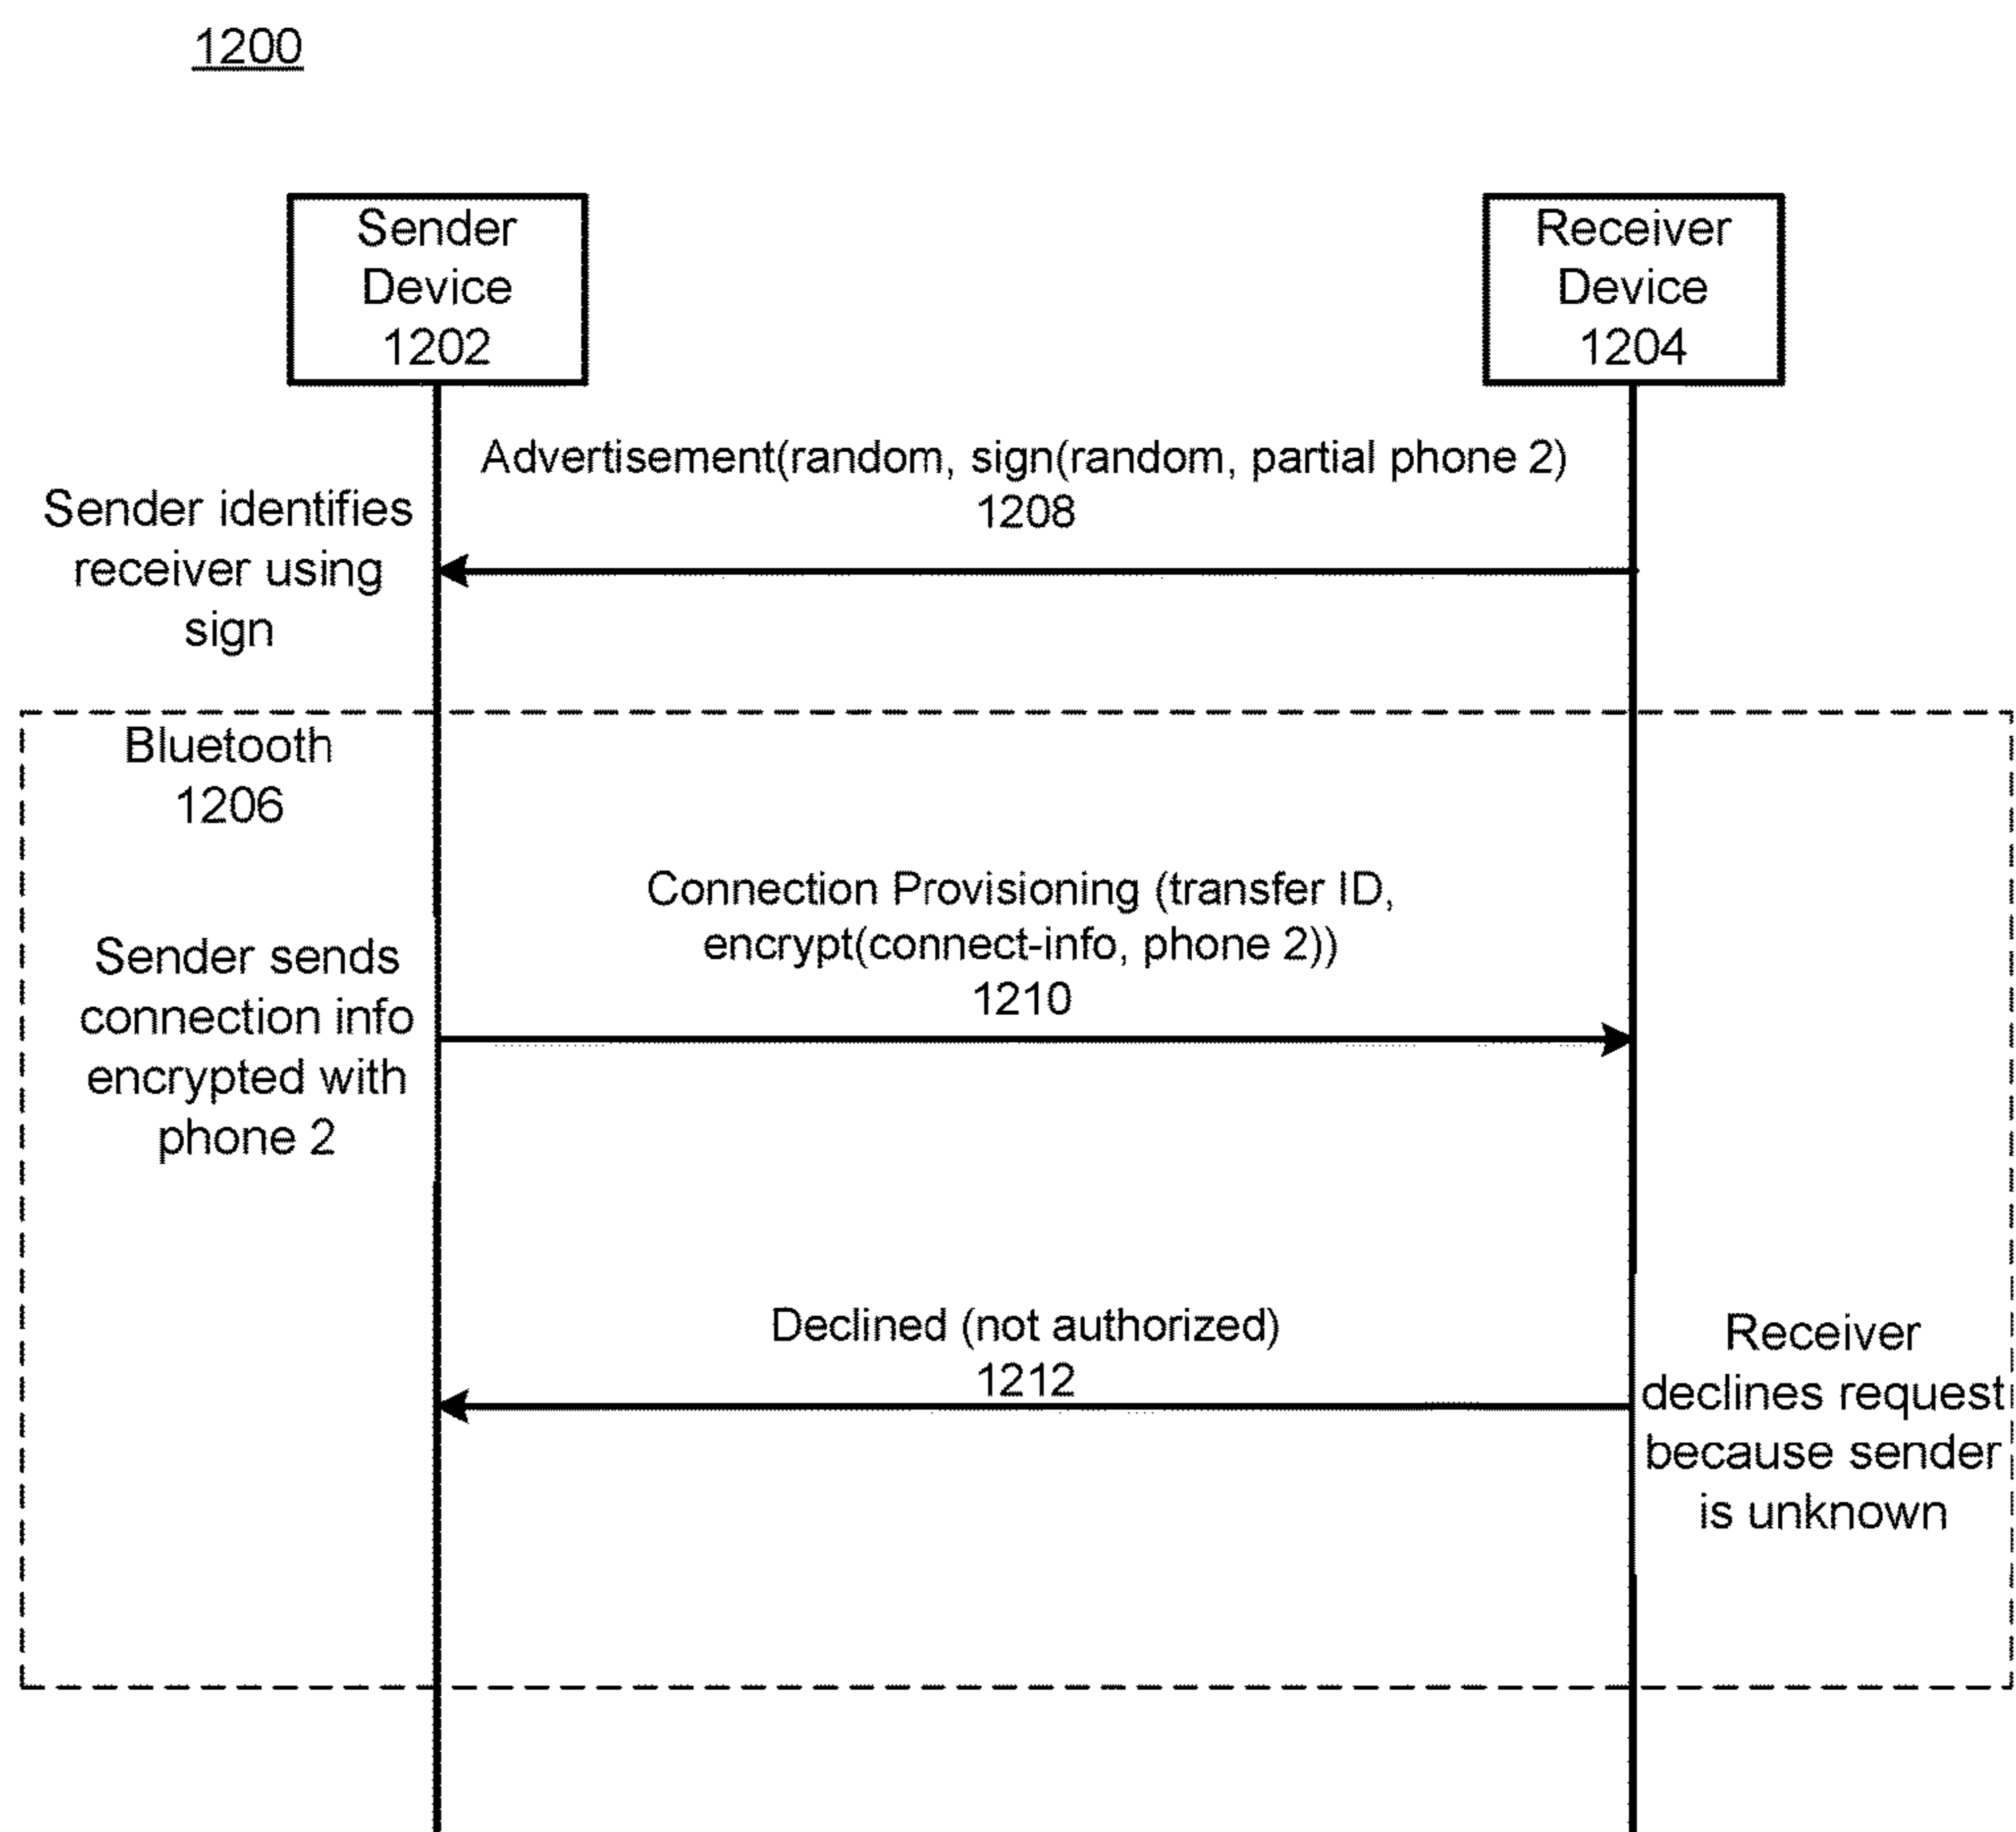 1200
Sender
Device
1202
Receiver
Device
1204
Advertisement(random, sign(random, partial phone 2)
1208
Sender identifies
receiver using
sign
Bluetooth
1206
Connection Provisioning (transfer ID,
encrypt(connect-info, phone 2))
1210
Sender sends
connection info
encrypted with
phone 2
Declined (not authorized)
1212
Receiver
declines request
because sender
is unknown